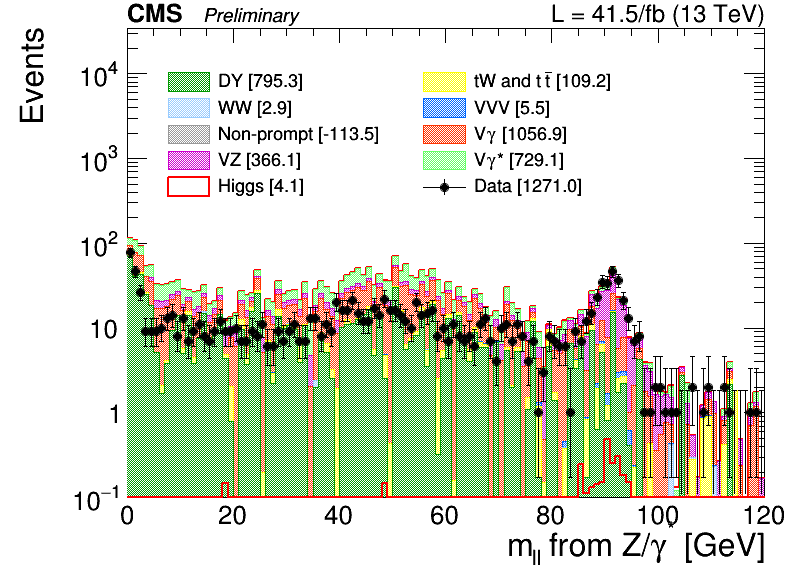 CMS Preliminary L = 41.5/fb (13 TeV)
Events
10⁴
10³
10²
10
1
10⁻¹
DY [795.3]
WW [2.9]
Non-prompt [-113.5]
VZ [366.1]
Higgs [4.1]
tW and tt̅ [109.2]
VVV [5.5]
Vγ [1056.9]
Vγ* [729.1]
Data [1271.0]
0 20 40 60 80 100 120
m_ll from Z/γ* [GeV]